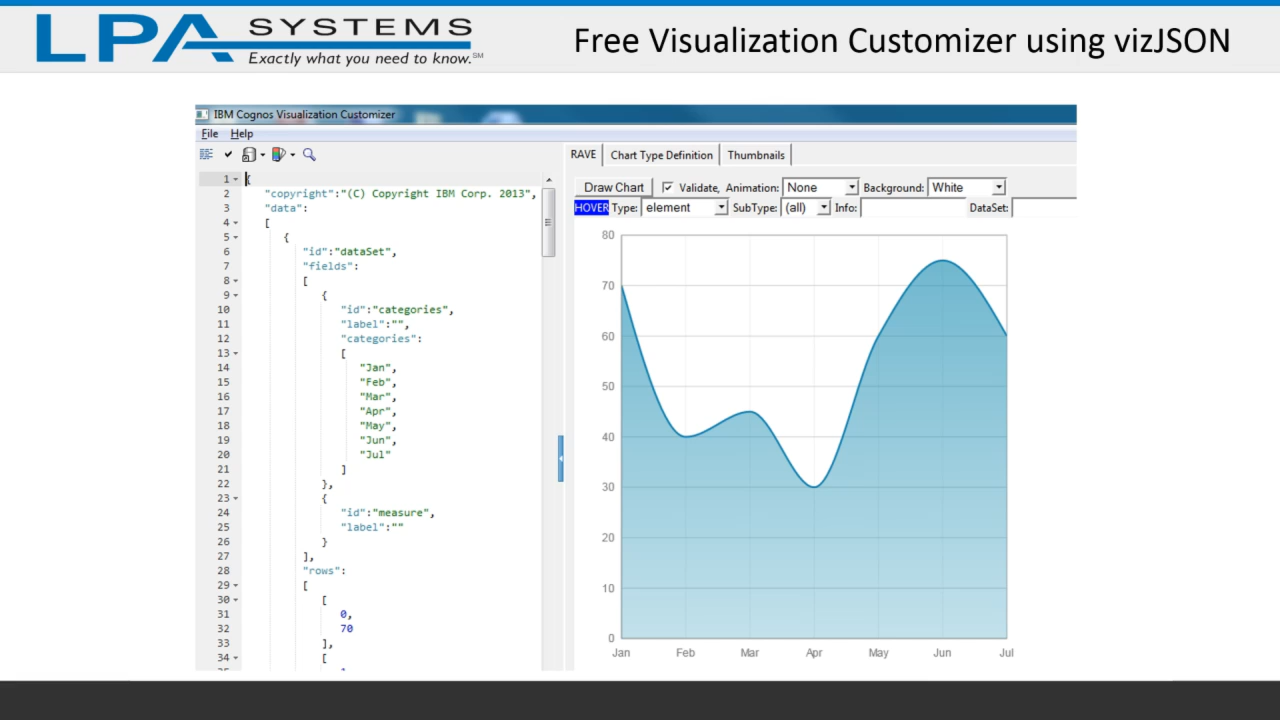 LPA SYSTEMS
Exactly what you need to know.℠
Free Visualization Customizer using vizJSON
IBM Cognos Visualization Customizer
File Help
1 {
2 "copyright":"(C) Copyright IBM Corp. 2013",
3 "data":
4 [
5 {
6 "id":"dataSet",
7 "fields":
8 [
9 {
10 "id":"categories",
11 "label":"",
12 "categories":
13 [
14 "Jan",
15 "Feb",
16 "Mar",
17 "Apr",
18 "May",
19 "Jun",
20 "Jul"
21 ]
22 },
23 {
24 "id":"measure",
25 "label":""
26 }
27 ],
28 "rows":
29 [
30 [
31 0,
32 70
33 ],
34 [
RAVE Chart Type Definition Thumbnails
Draw Chart Validate, Animation: None Background: White
HOVER Type: element SubType: (all) Info: DataSet:
80
70
60
50
40
30
20
10
0
Jan Feb Mar Apr May Jun Jul